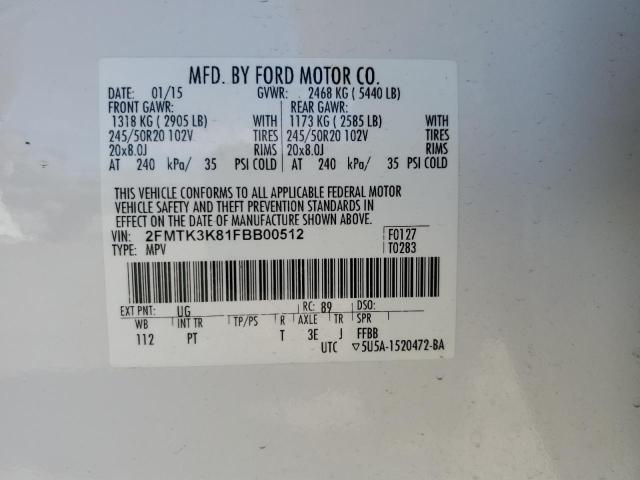 MFD. BY FORD MOTOR CO.
DATE: 01/15 GVWR: 2468 KG ( 5440 LB)
FRONT GAWR: REAR GAWR:
1318 KG ( 2905 LB) WITH 1173 KG ( 2585 LB) WITH
245/50R20 102V TIRES 245/50R20 102V TIRES
20x8.0J RIMS 20x8.0J RIMS
AT 240 kPa/ 35 PSI COLD AT 240 kPa/ 35 PSI COLD
THIS VEHICLE CONFORMS TO ALL APPLICABLE FEDERAL MOTOR
VEHICLE SAFETY AND THEFT PREVENTION STANDARDS IN
EFFECT ON THE DATE OF MANUFACTURE SHOWN ABOVE.
VIN: 2FMTK3K81FBB00512 F0127
TYPE: MPV T0283
EXT PNT: UG RC: 89 DSO:
WB INT TR TP/PS R AXLE TR SPR
112 PT T 3E J FFBB
UTC ▽5U5A-1520472-BA